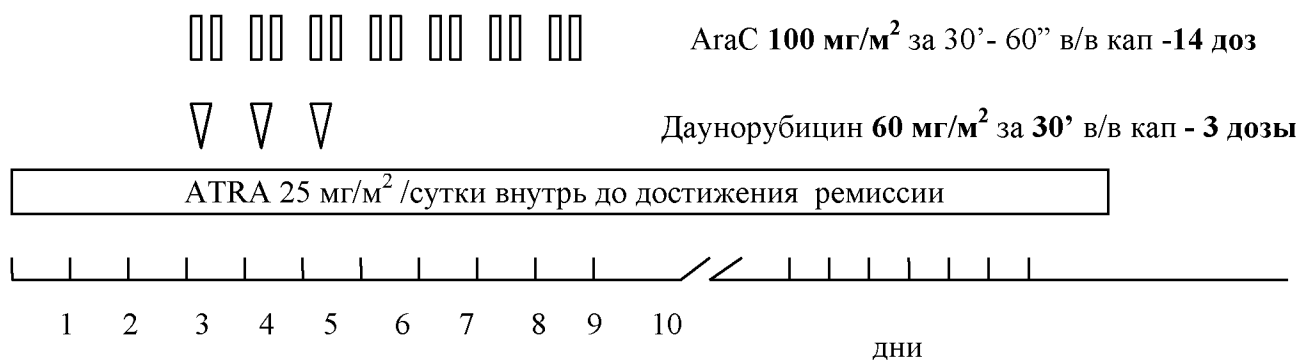 AraC 100 мг/м² за 30’- 60” в/в кап -14 доз
Даунорубицин 60 мг/м² за 30’ в/в кап - 3 дозы
ATRA 25 мг/м² /сутки внутрь до достижения ремиссии
1 2 3 4 5 6 7 8 9 10
дни